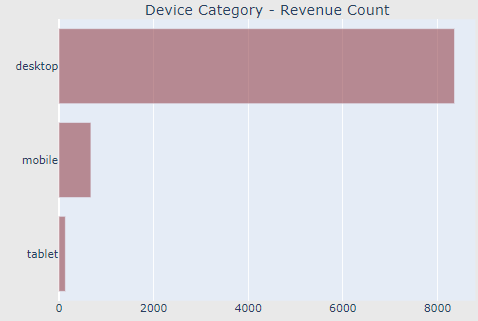 Device Category - Revenue Count
desktop
mobile
tablet
0 2000 4000 6000 8000